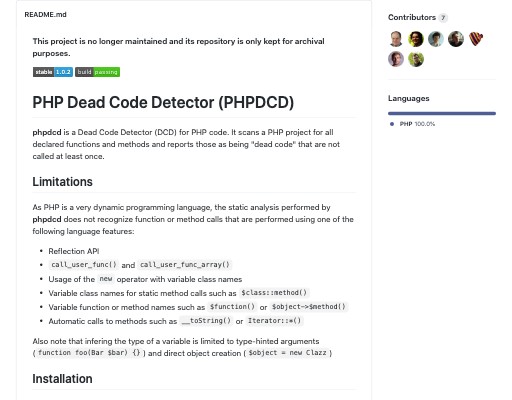 README.md
This project is no longer maintained and its repository is only kept for archival
purposes.
stable 1.0.2 build passing
PHP Dead Code Detector (PHPDCD)
phpdcd is a Dead Code Detector (DCD) for PHP code. It scans a PHP project for all
declared functions and methods and reports those as being "dead code" that are not
called at least once.
Limitations
As PHP is a very dynamic programming language, the static analysis performed by
phpdcd does not recognize function or method calls that are performed using one of the
following language features:
• Reflection API
• call_user_func() and call_user_func_array()
• Usage of the new operator with variable class names
• Variable class names for static method calls such as $class::method()
• Variable function or method names such as $function() or $object->$method()
• Automatic calls to methods such as __toString() or Iterator::*()
Also note that infering the type of a variable is limited to type-hinted arguments
( function foo(Bar $bar) {} ) and direct object creation ( $object = new Clazz )
Installation
Contributors 7
Languages
PHP 100.0%